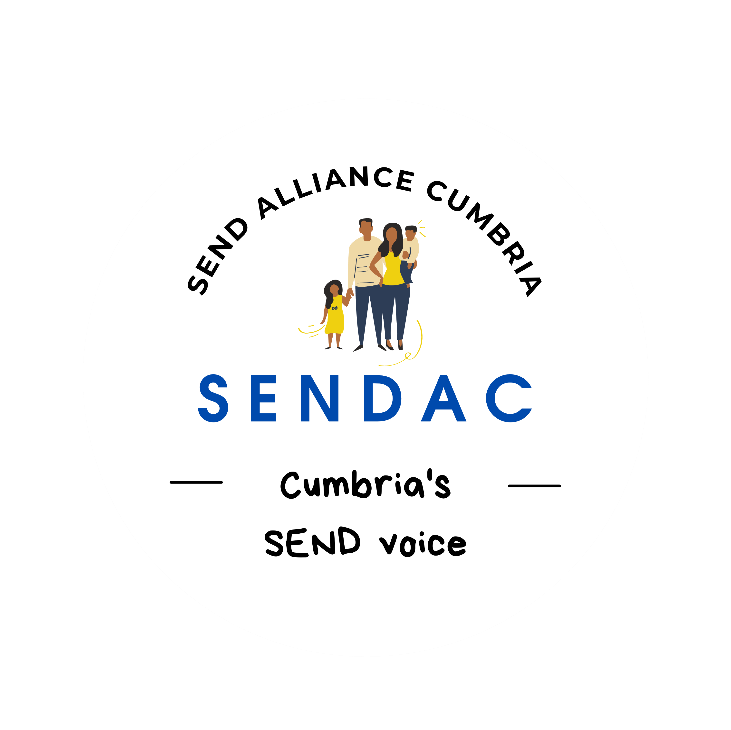 SEND ALLIANCE CUMBRIA
SENDAC
Cumbria's
SEND voice